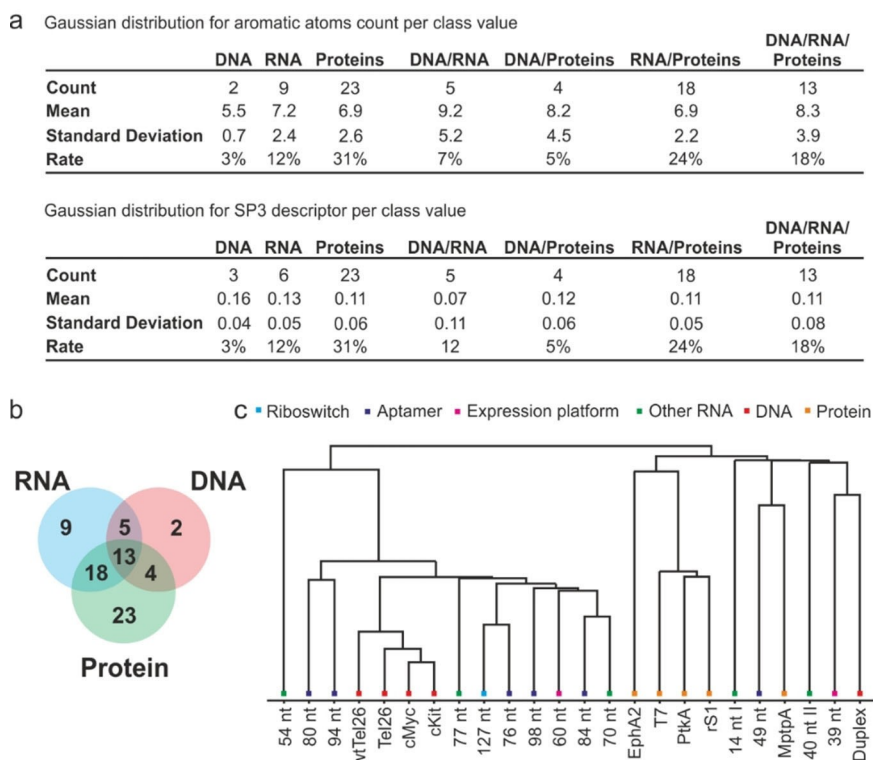 a Gaussian distribution for aromatic atoms count per class value
DNA/RNA/
DNA RNA Proteins DNA/RNA DNA/Proteins RNA/Proteins Proteins
Count 2 9 23 5 4 18 13
Mean 5.5 7.2 6.9 9.2 8.2 6.9 8.3
Standard Deviation 0.7 2.4 2.6 5.2 4.5 2.2 3.9
Rate 3% 12% 31% 7% 5% 24% 18%
Gaussian distribution for SP3 descriptor per class value
DNA/RNA/
DNA RNA Proteins DNA/RNA DNA/Proteins RNA/Proteins Proteins
Count 3 6 23 5 4 18 13
Mean 0.16 0.13 0.11 0.07 0.12 0.11 0.11
Standard Deviation 0.04 0.05 0.06 0.11 0.06 0.05 0.08
Rate 3% 12% 31% 12 5% 24% 18%
b
RNA DNA
9 5 2
13
18 4
23
Protein
c Riboswitch Aptamer Expression platform Other RNA DNA Protein
54 nt
80 nt
94 nt
wtTel26
Tel26
cMyc
cKit
77 nt
127 nt
76 nt
98 nt
60 nt
84 nt
70 nt
EphA2
T7
PtkA
rS1
14 nt I
49 nt
MptpA
40 nt II
39 nt
Duplex